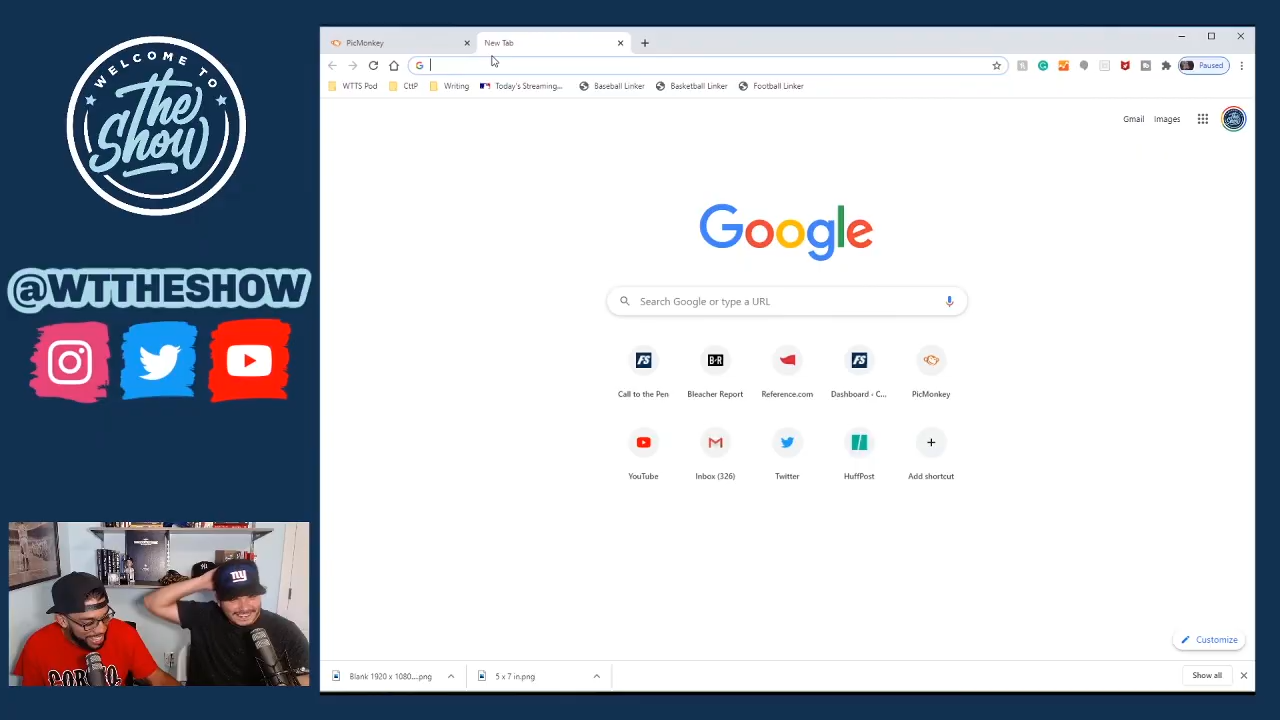 WELCOME TO
the
Show
@WTTHESHOW
PicMonkey
New Tab
Paused
WTTS Pod
CttP
Writing
Today's Streaming...
Baseball Linker
Basketball Linker
Football Linker
Gmail
Images
Google
Search Google or type a URL
Call to the Pen
Bleacher Report
Reference.com
Dashboard ‹ C...
PicMonkey
YouTube
Inbox (326)
Twitter
HuffPost
Add shortcut
Customize
Blank 1920 x 1080....png
5 x 7 in.png
Show all
FS
B/R
FS
ny